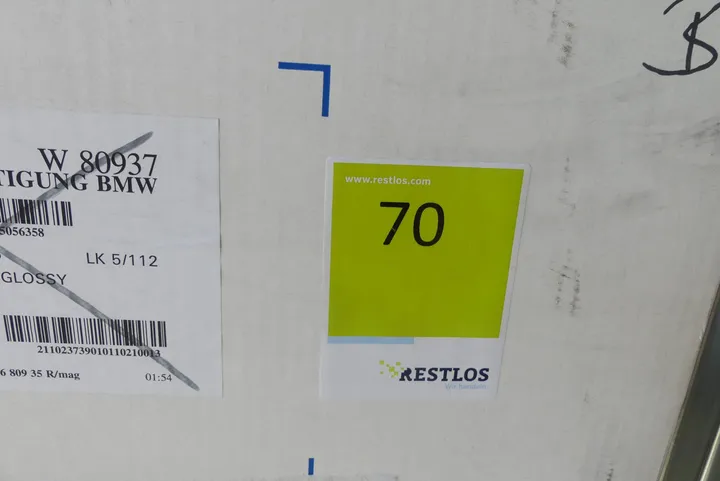 W 80937
TIGUNG BMW
5056358
LK 5/112
GLOSSY
211023739010110210013
6 809 35 R/mag
01:54
www.restlos.com
70
RESTLOS